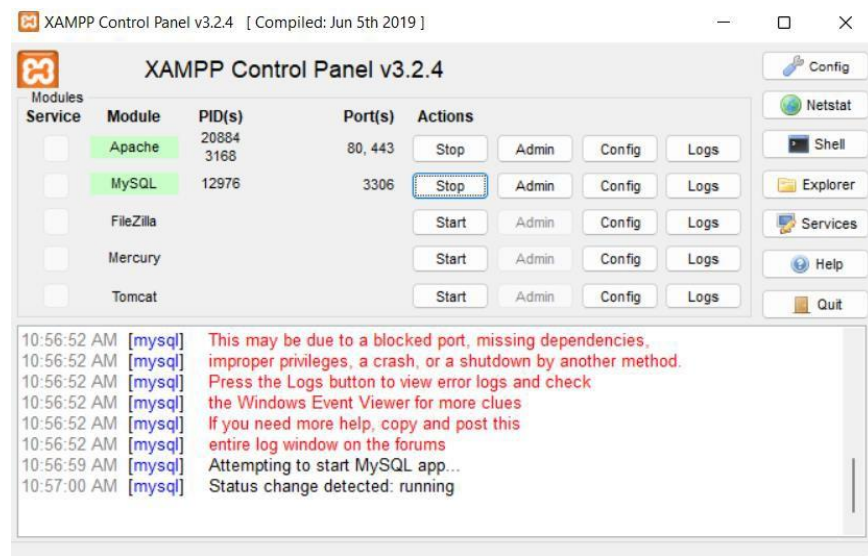 XAMPP Control Panel v3.2.4 [ Compiled: Jun 5th 2019 ]
XAMPP Control Panel v3.2.4
Config
Modules
Service Module PID(s) Port(s) Actions
Netstat
Apache 20884 3168 80, 443 Stop Admin Config Logs
Shell
MySQL 12976 3306 Stop Admin Config Logs
Explorer
FileZilla Start Admin Config Logs
Services
Mercury Start Admin Config Logs
Help
Tomcat Start Admin Config Logs
Quit
10:56:52 AM [mysql] This may be due to a blocked port, missing dependencies,
10:56:52 AM [mysql] improper privileges, a crash, or a shutdown by another method.
10:56:52 AM [mysql] Press the Logs button to view error logs and check
10:56:52 AM [mysql] the Windows Event Viewer for more clues
10:56:52 AM [mysql] If you need more help, copy and post this
10:56:52 AM [mysql] entire log window on the forums
10:56:59 AM [mysql] Attempting to start MySQL app...
10:57:00 AM [mysql] Status change detected: running